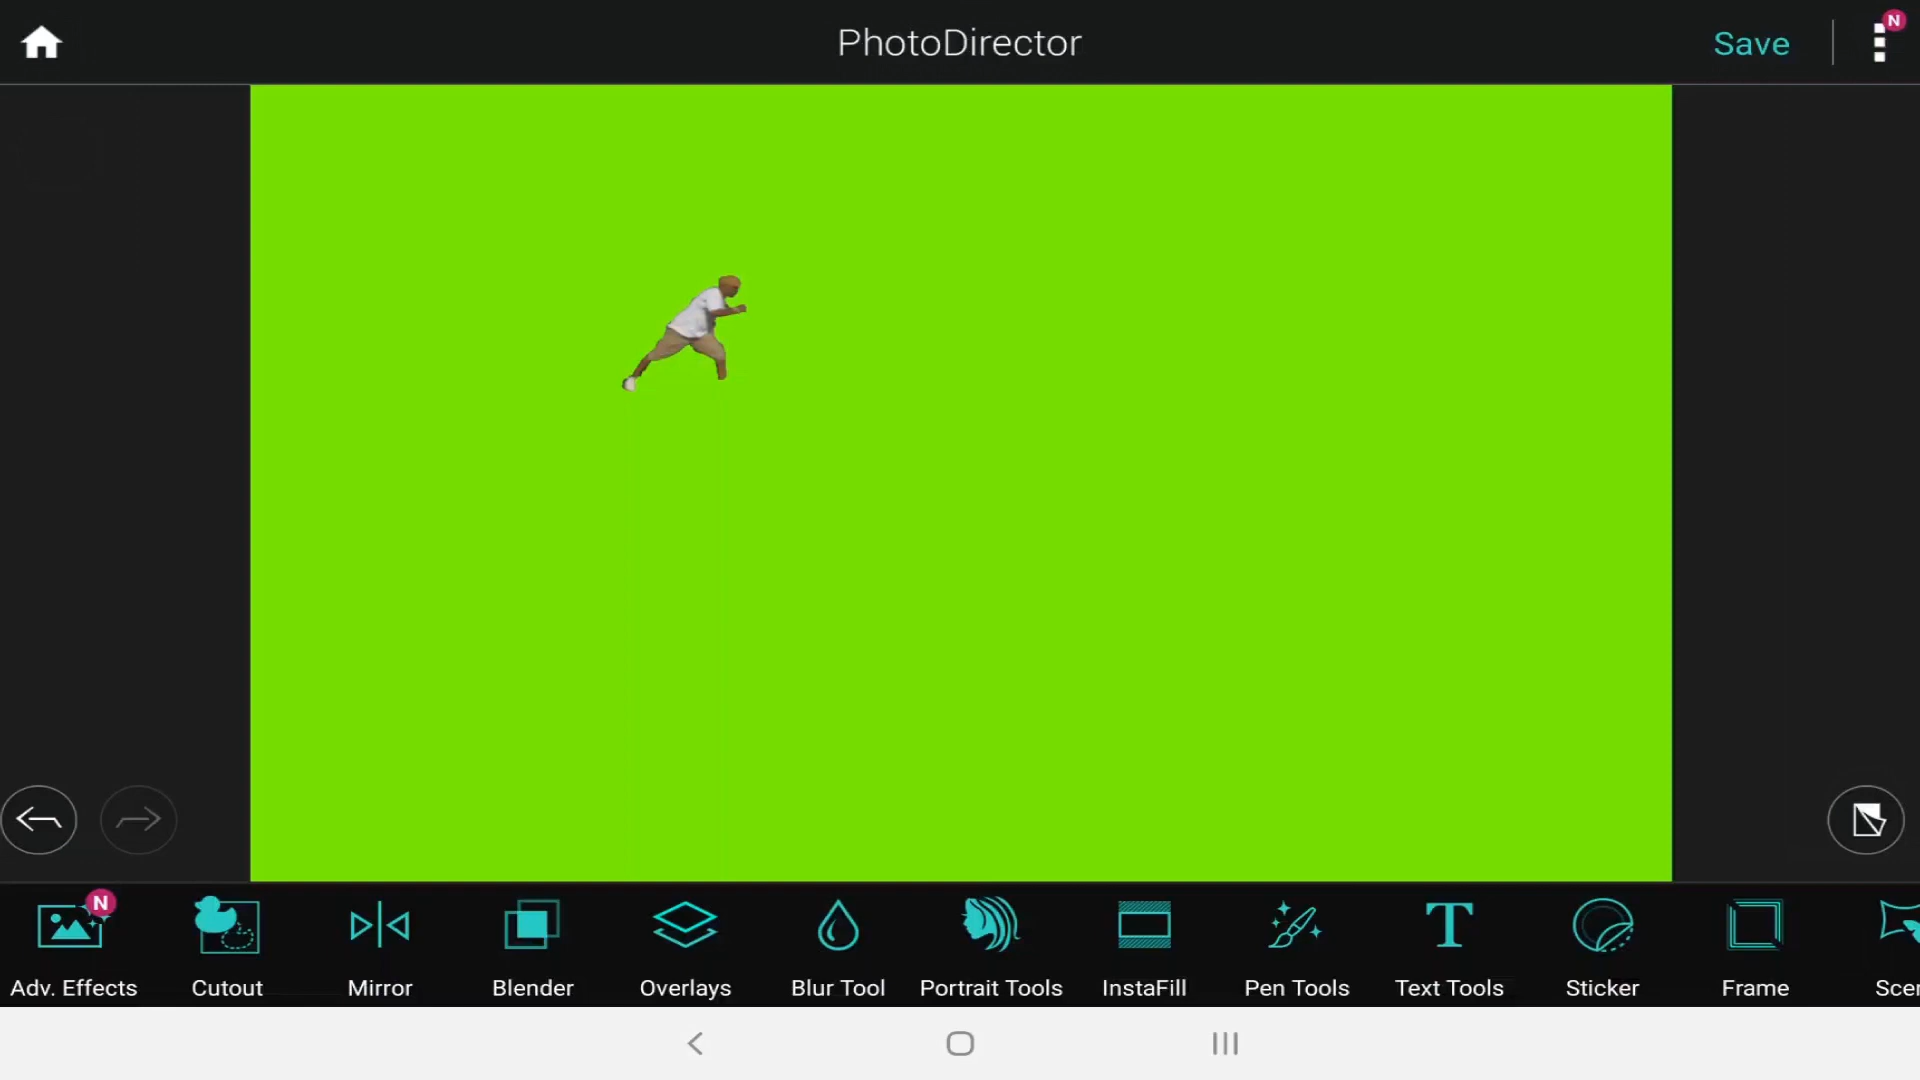 PhotoDirector
Save
N
N
Adv. Effects
Cutout
Mirror
Blender
Overlays
Blur Tool
Portrait Tools
InstaFill
Pen Tools
T
Text Tools
Sticker
Frame
Scer